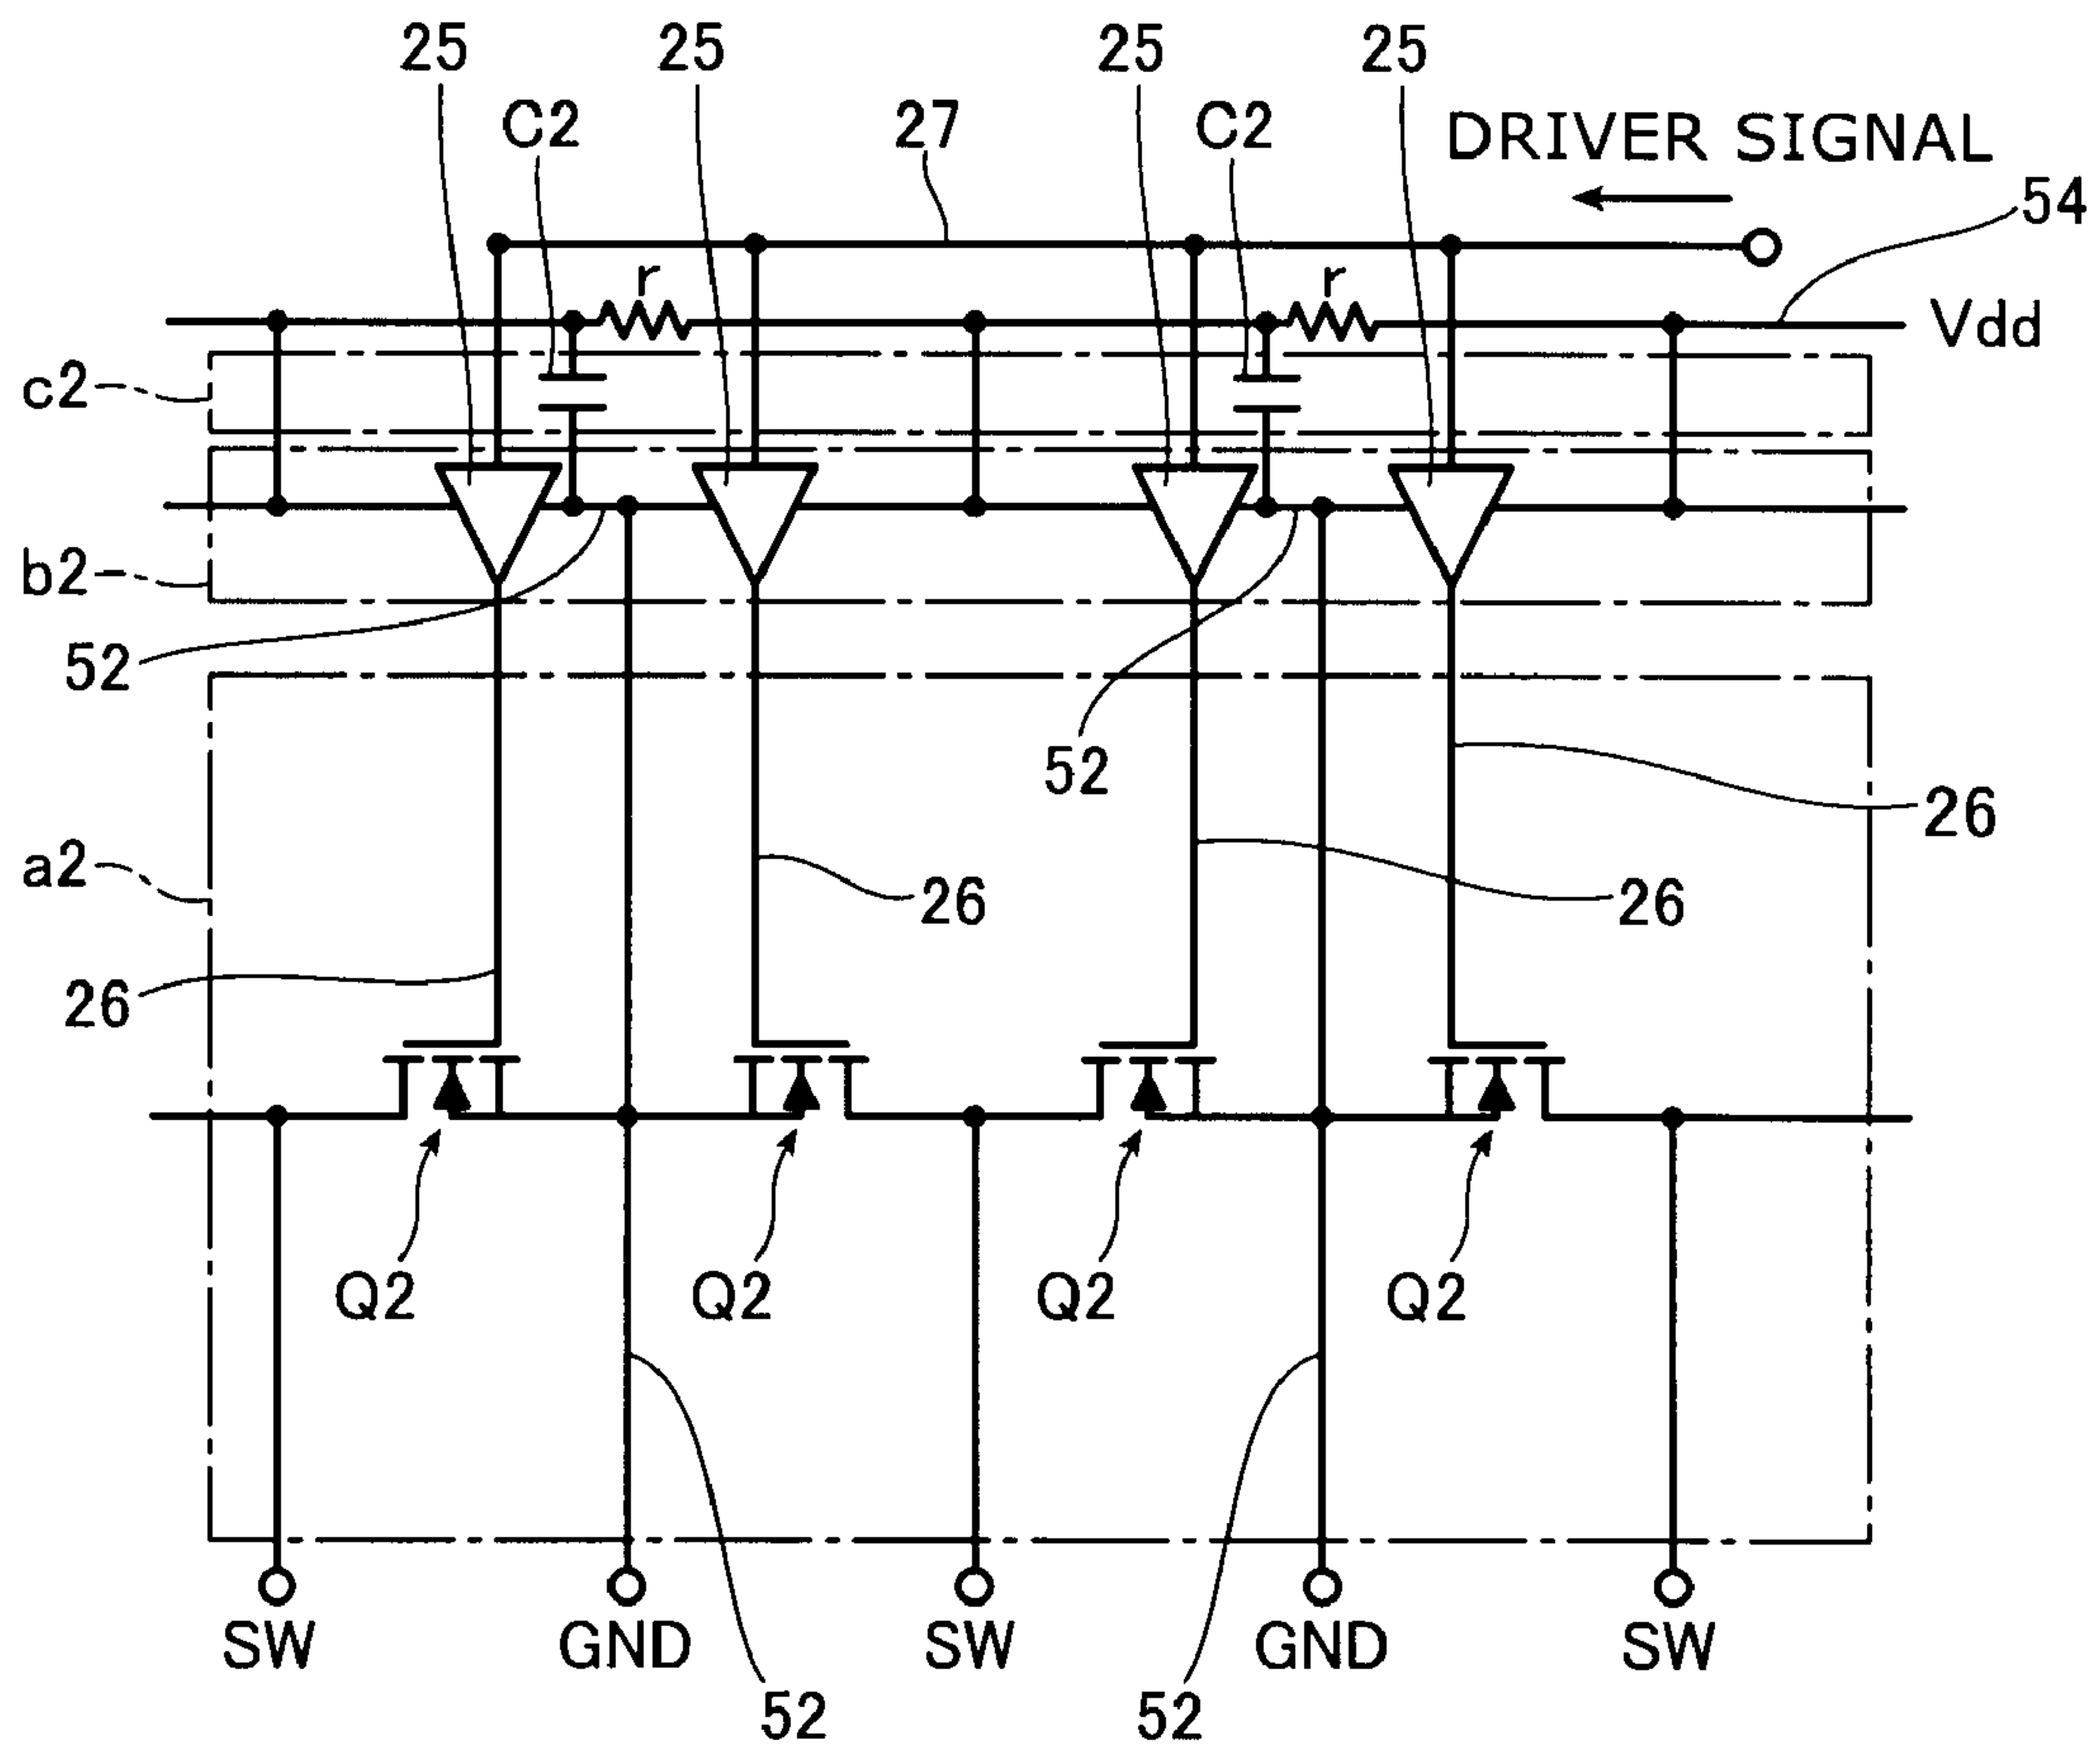 25 25 25 25
C2 27 C2 DRIVER SIGNAL
54
r r
Vdd
c2
b2
52
52
26
a2
26 26
26
Q2 Q2 Q2 Q2
SW GND SW GND SW
52 52